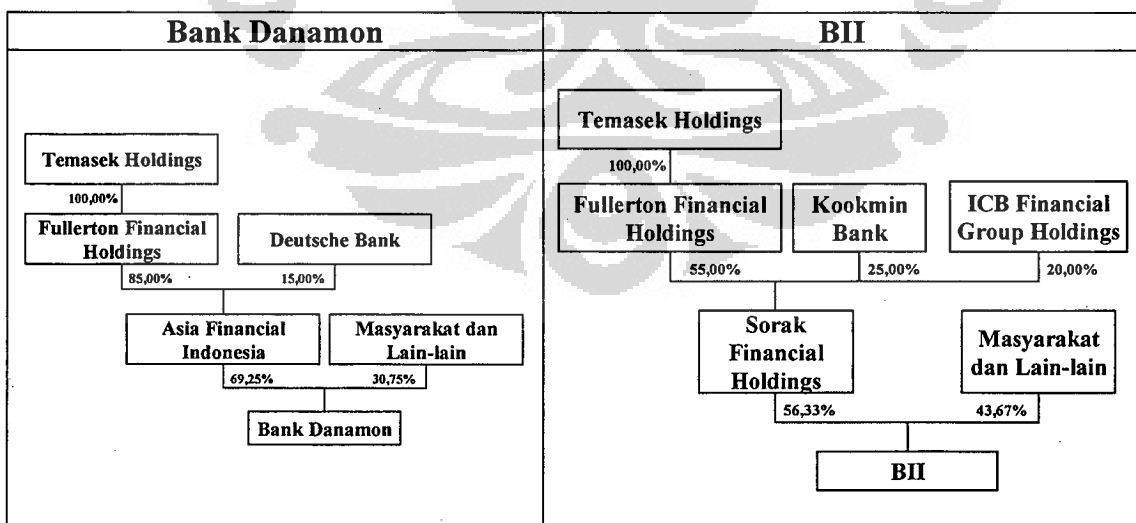 Bank Danamon
Temasek Holdings
100,00%
Fullerton Financial
Holdings
Deutsche Bank
85,00%
15,00%
Asia Financial
Indonesia
Masyarakat dan
Lain-lain
69,25%
30,75%
Bank Danamon
BII
Temasek Holdings
100,00%
Fullerton Financial
Holdings
Kookmin
Bank
ICB Financial
Group Holdings
55,00%
25,00%
20,00%
Sorak
Financial
Holdings
Masyarakat
dan Lain-lain
56,33%
43,67%
BII